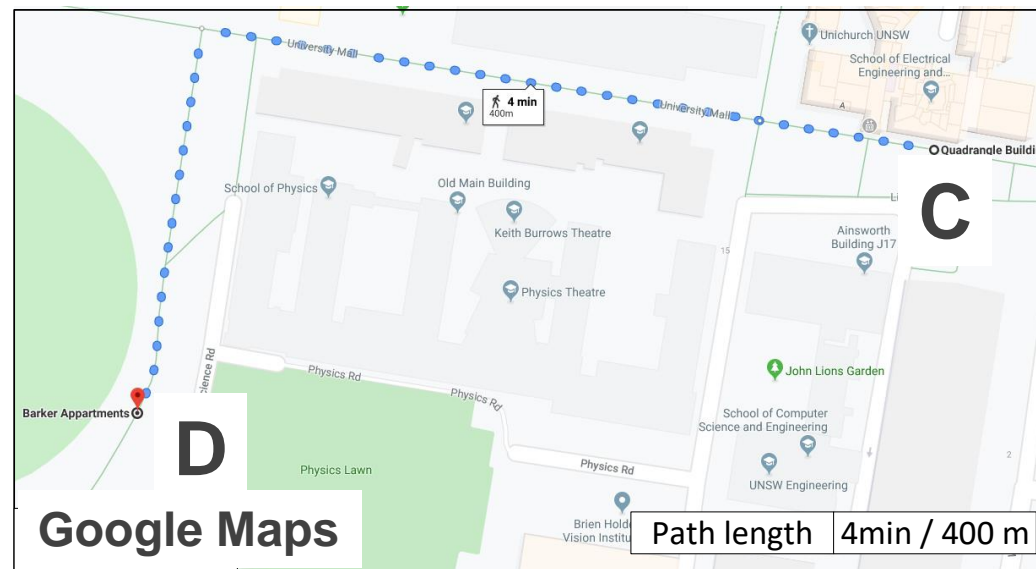 Unichurch UNSW
University Mall
School of Electrical
Engineering and...
4 min
400m
A
University Mall
Quadrangle Buildi
C
School of Physics
Old Main Building
Keith Burrows Theatre
Li
Ainsworth
Building J17
15
Physics Theatre
Physics Rd
cience Rd
Physics Rd
John Lions Garden
Barker Appartments
School of Computer
Science and Engineering
D
Physics Lawn
Physics Rd
2
UNSW Engineering
Brien Holde
Vision Institu
Google Maps
Path length 4min / 400 m